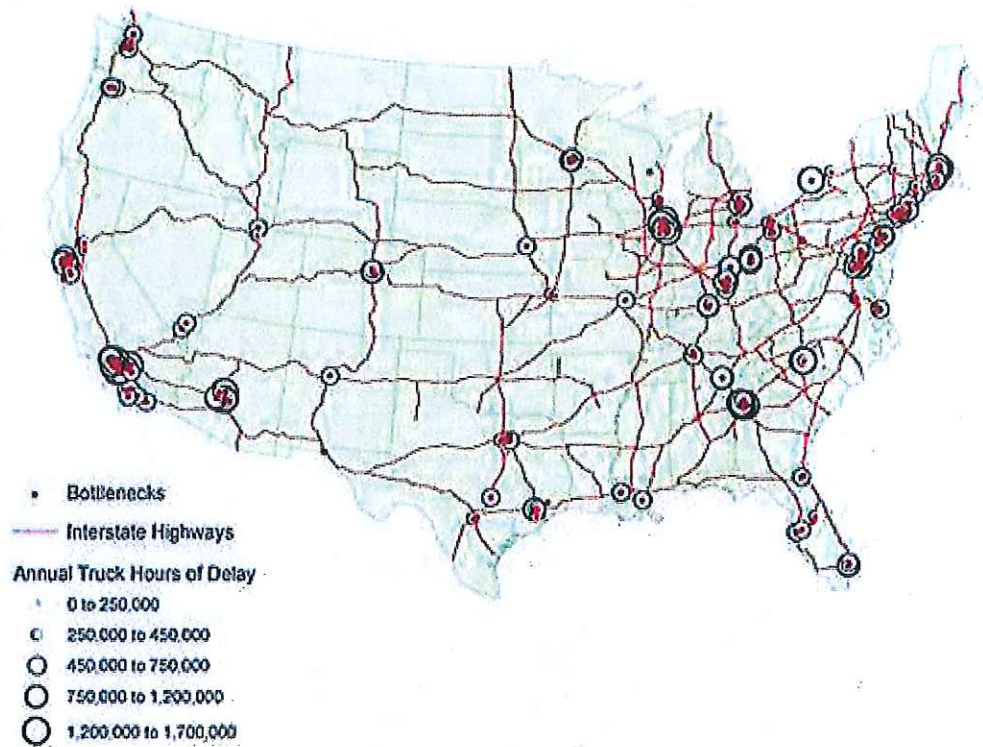 Bottlenecks
Interstate Highways
Annual Truck Hours of Delay
0 to 250,000
250,000 to 450,000
450,000 to 750,000
750,000 to 1,200,000
1,200,000 to 1,700,000